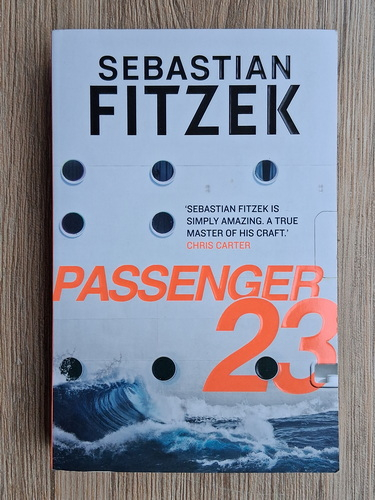 SEBASTIAN
FITZEK
'SEBASTIAN FITZEK IS
SIMPLY AMAZING. A TRUE
MASTER OF HIS CRAFT.'
CHRIS CARTER
PASSENGER
23